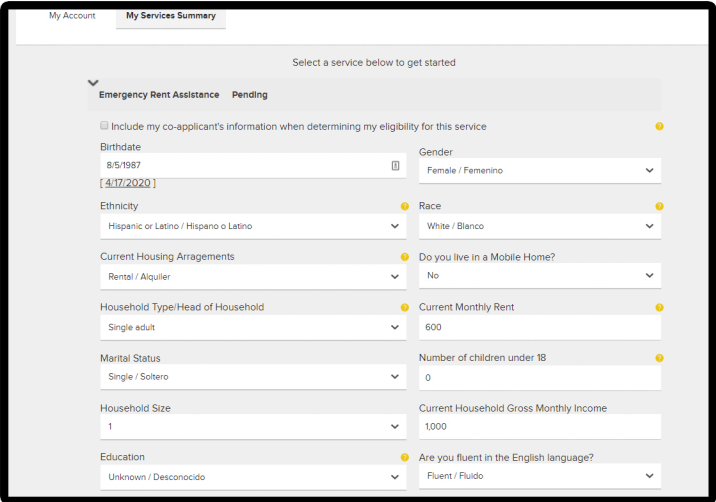 My Account My Services Summary
Select a service below to get started
Emergency Rent Assistance Pending
Include my co-applicant's information when determining my eligibility for this service ?
Birthdate
8/5/1987
[ 4/17/2020 ]
Gender
Female / Femenino
Ethnicity ?
Hispanic or Latino / Hispano o Latino
Race ?
White / Blanco
Current Housing Arragements ?
Rental / Alquiler
Do you live in a Mobile Home?
No
Household Type/Head of Household ?
Single adult
Current Monthly Rent ?
600
Marital Status
Single / Soltero
Number of children under 18 ?
0
Household Size
1
Current Household Gross Monthly Income
1,000
Education ?
Unknown / Desconocido
Are you fluent in the English language?
Fluent / Fluido